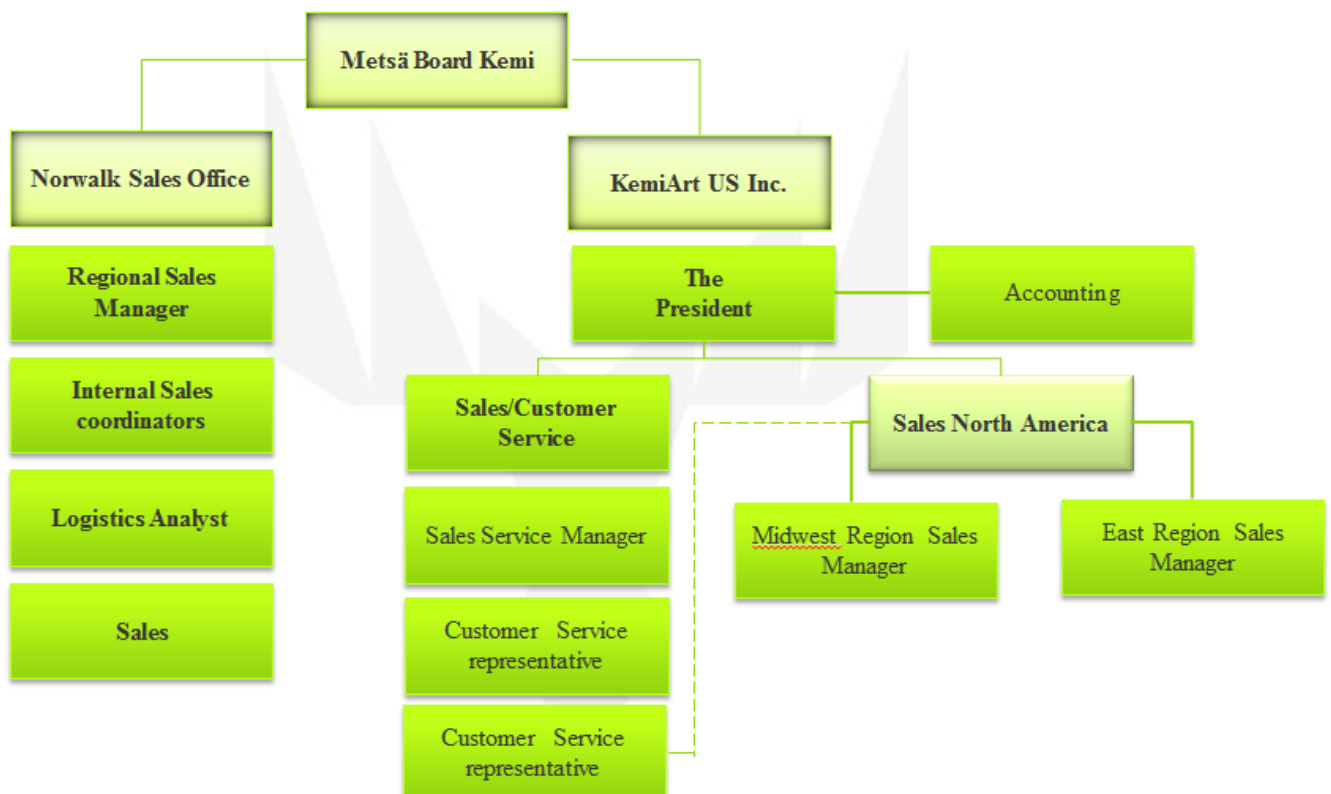 Metsä Board Kemi
Norwalk Sales Office
KemiArt US Inc.
Regional Sales
Manager
The
President
Accounting
Internal Sales
coordinators
Sales/Customer
Service
Sales North America
Logistics Analyst
Sales Service Manager
Midwest Region Sales
Manager
East Region Sales
Manager
Sales
Customer Service
representative
Customer Service
representative